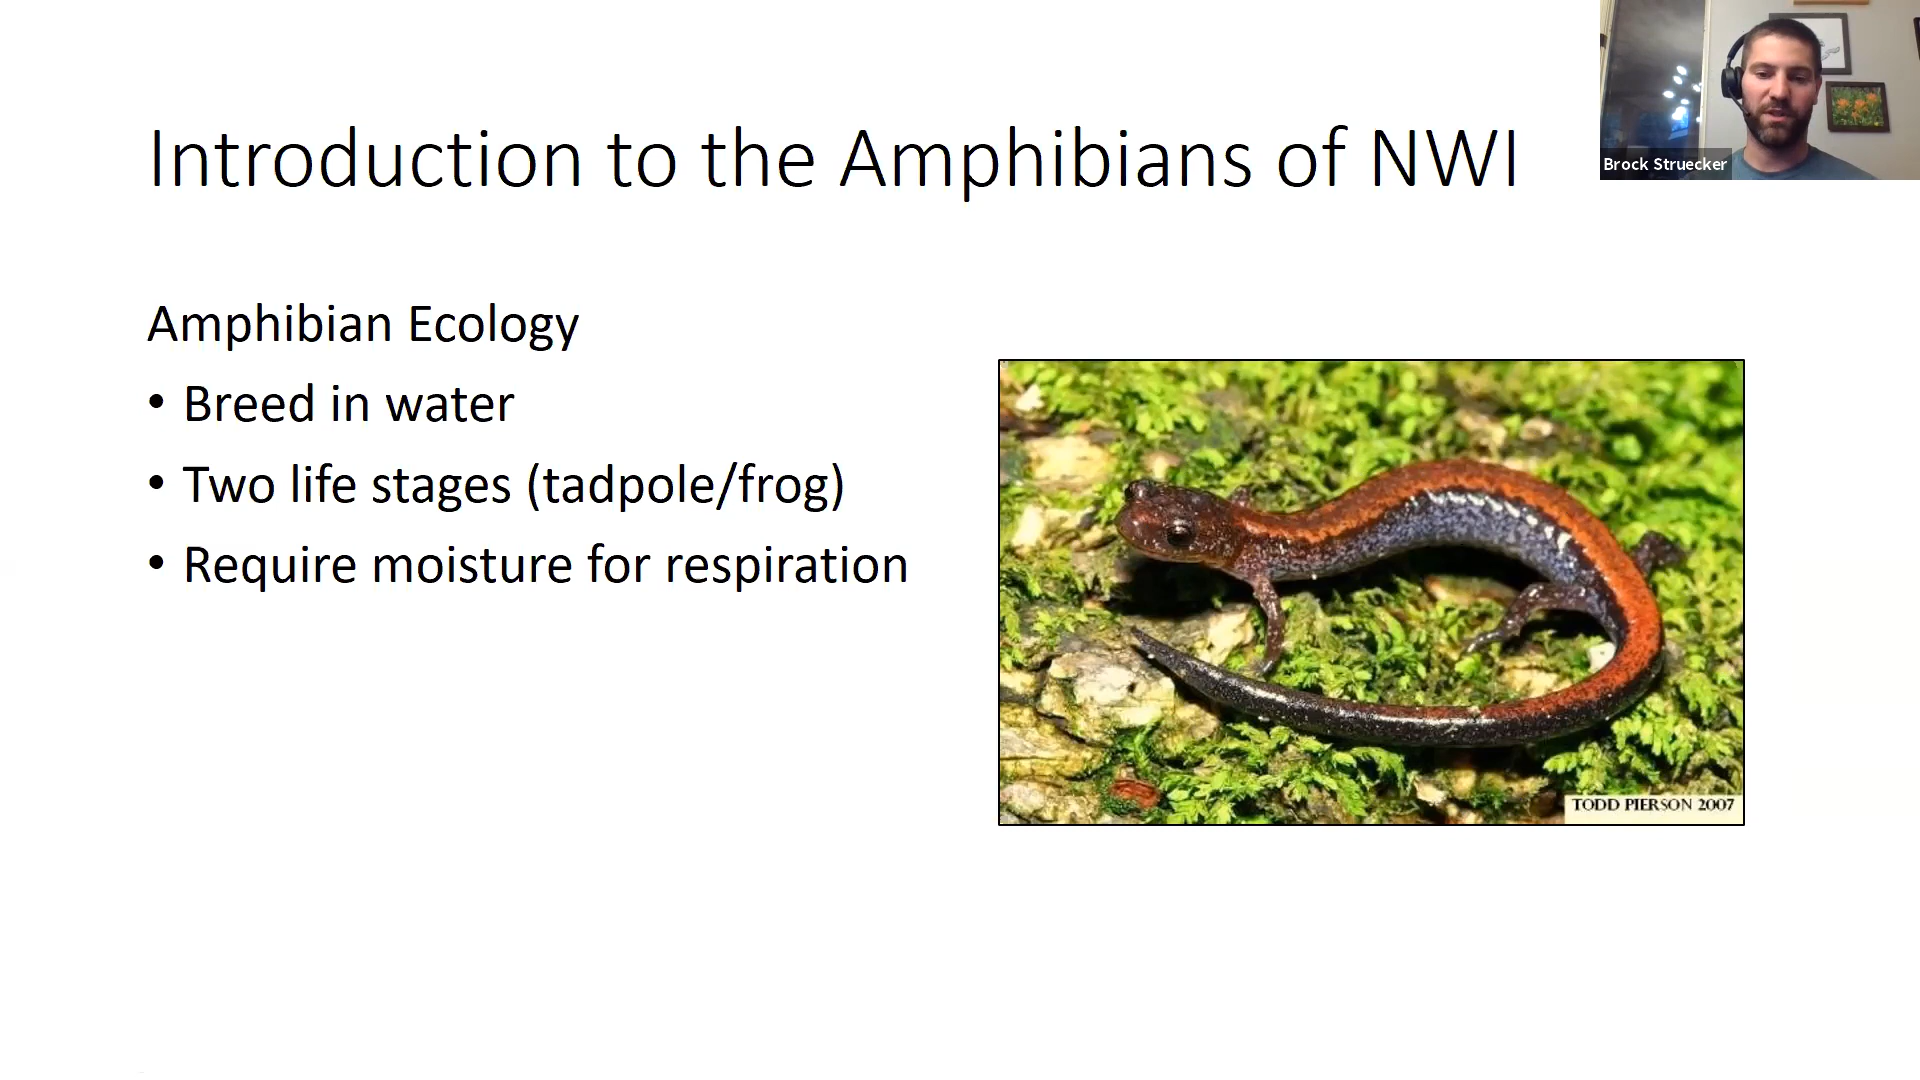 Introduction to the Amphibians of NWI
Brock Struecker
Amphibian Ecology
• Breed in water
• Two life stages (tadpole/frog)
• Require moisture for respiration
TODD PIERSON 2007